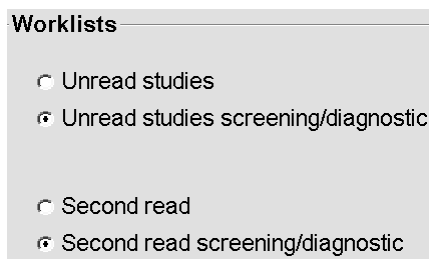 Worklists
Unread studies
Unread studies screening/diagnostic
Second read
Second read screening/diagnostic